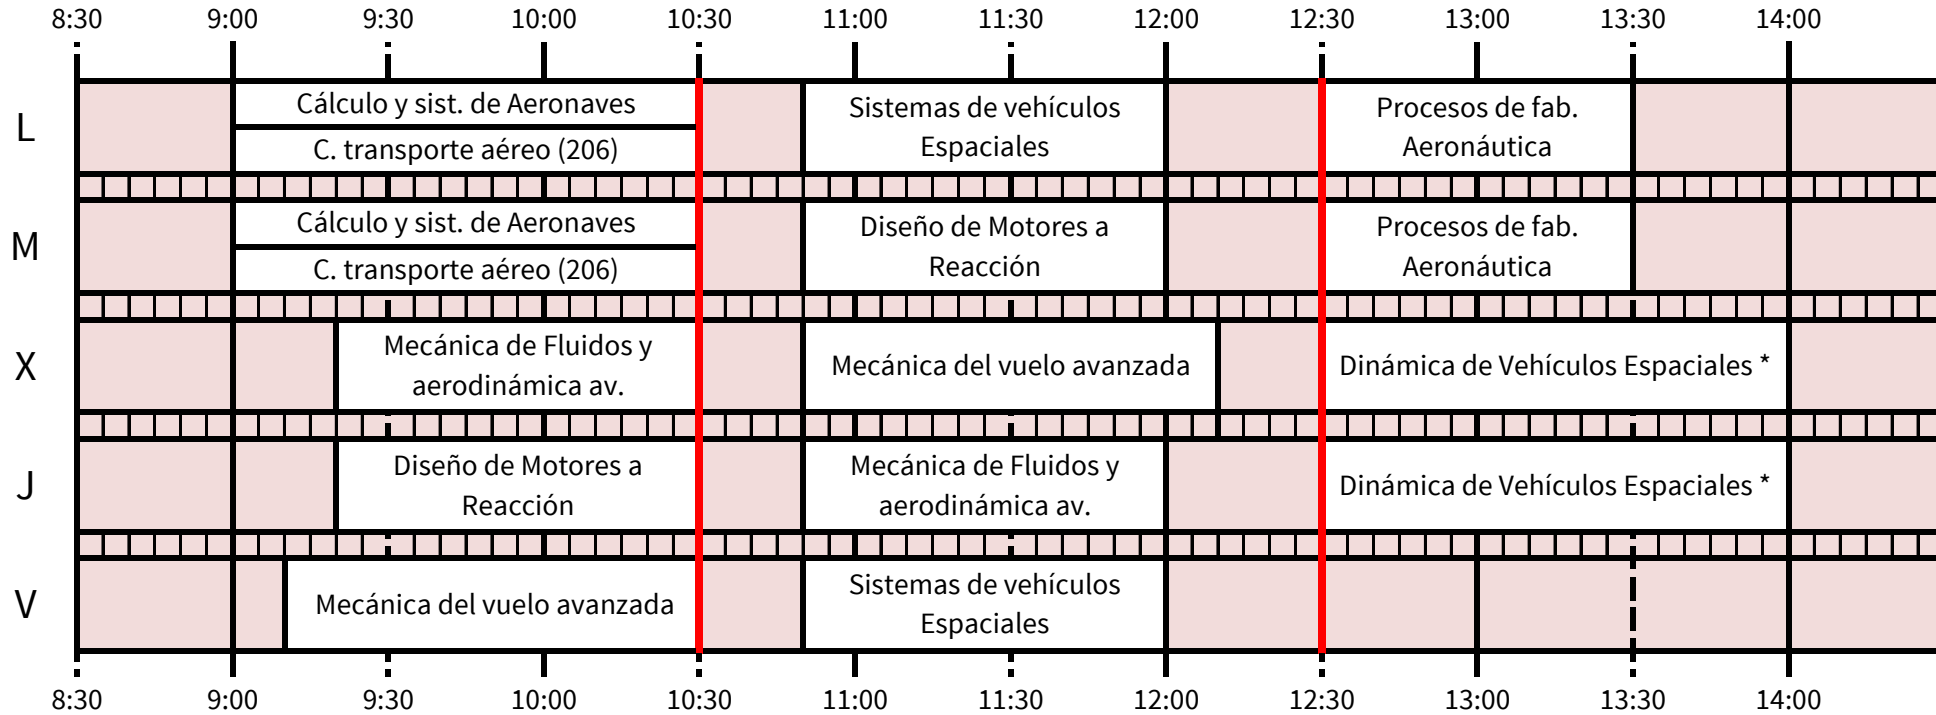 8:30 9:00 9:30 10:00 10:30 11:00 11:30 12:00 12:30 13:00 13:30 14:00
L
Cálculo y sist. de Aeronaves
C. transporte aéreo (206)
Sistemas de vehículos
Espaciales
Procesos de fab.
Aeronáutica
M
Cálculo y sist. de Aeronaves
C. transporte aéreo (206)
Diseño de Motores a
Reacción
Procesos de fab.
Aeronáutica
X
Mecánica de Fluidos y
aerodinámica av.
Mecánica del vuelo avanzada
Dinámica de Vehículos Espaciales *
J
Diseño de Motores a
Reacción
Mecánica de Fluidos y
aerodinámica av.
Dinámica de Vehículos Espaciales *
V
Mecánica del vuelo avanzada
Sistemas de vehículos
Espaciales
8:30 9:00 9:30 10:00 10:30 11:00 11:30 12:00 12:30 13:00 13:30 14:00